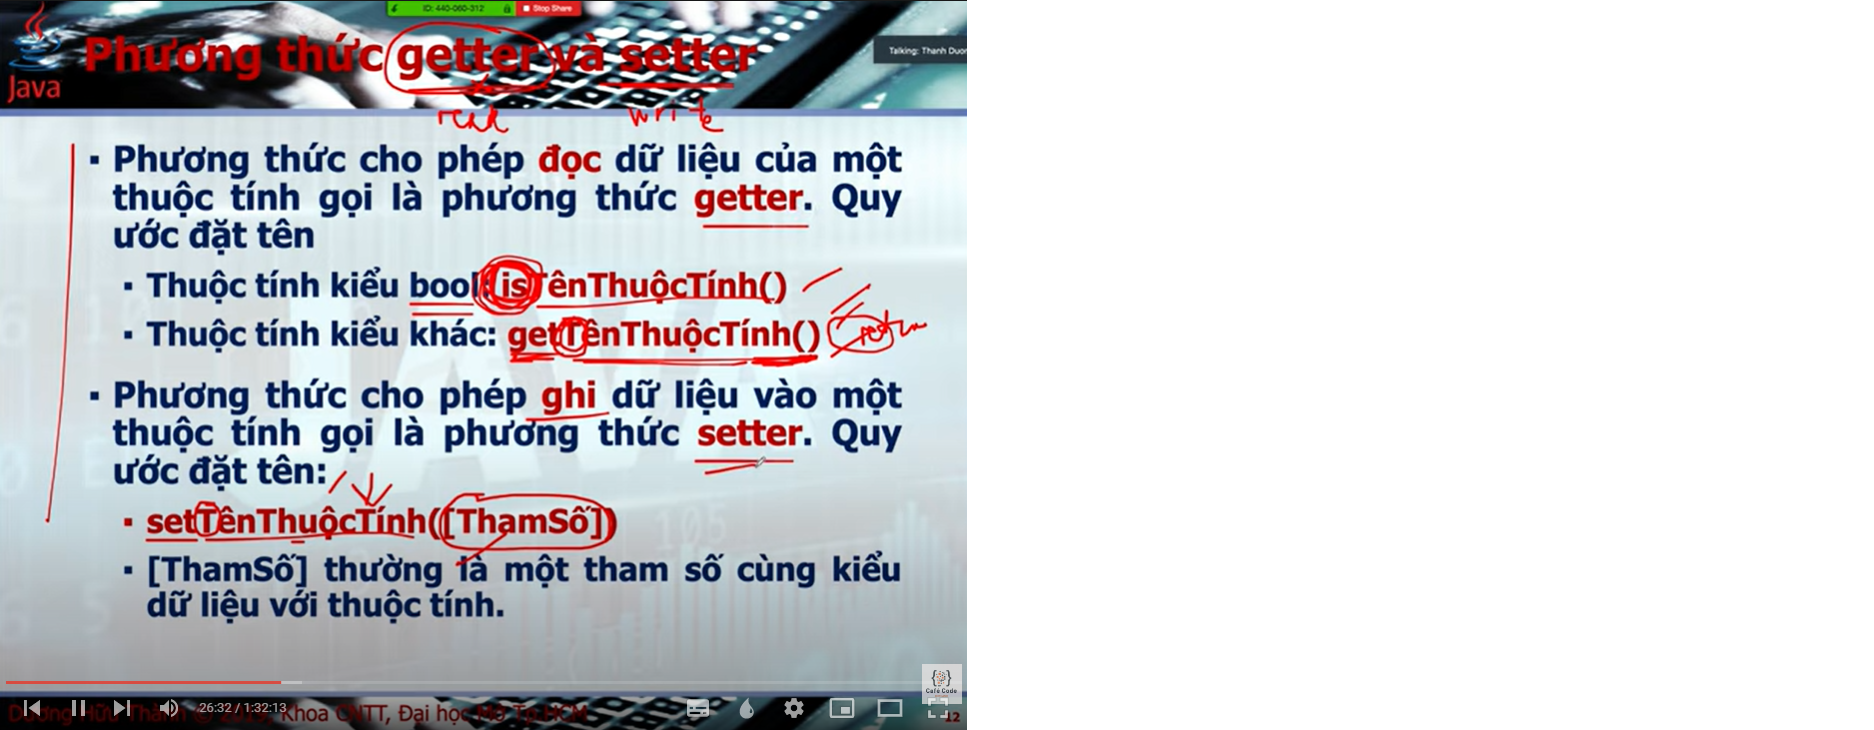 ID: 440-060-312 Stop Share
Phương thức getter và setter
Talking: Thanh Duon
Java
read write
▪ Phương thức cho phép đọc dữ liệu của một
thuộc tính gọi là phương thức getter. Quy
ước đặt tên
▪ Thuộc tính kiểu bool: isTênThuộcTính()
▪ Thuộc tính kiểu khác: getTênThuộcTính()
▪ Phương thức cho phép ghi dữ liệu vào một
thuộc tính gọi là phương thức setter. Quy
ước đặt tên:
▪ setTênThuộcTính([ThamSố])
▪ [ThamSố] thường là một tham số cùng kiểu
dữ liệu với thuộc tính.
Café Code
26:32 / 1:32:13
Dương Hữu Thành © 2019, Khoa CNTT, Đại học Mở Tp.HCM
12